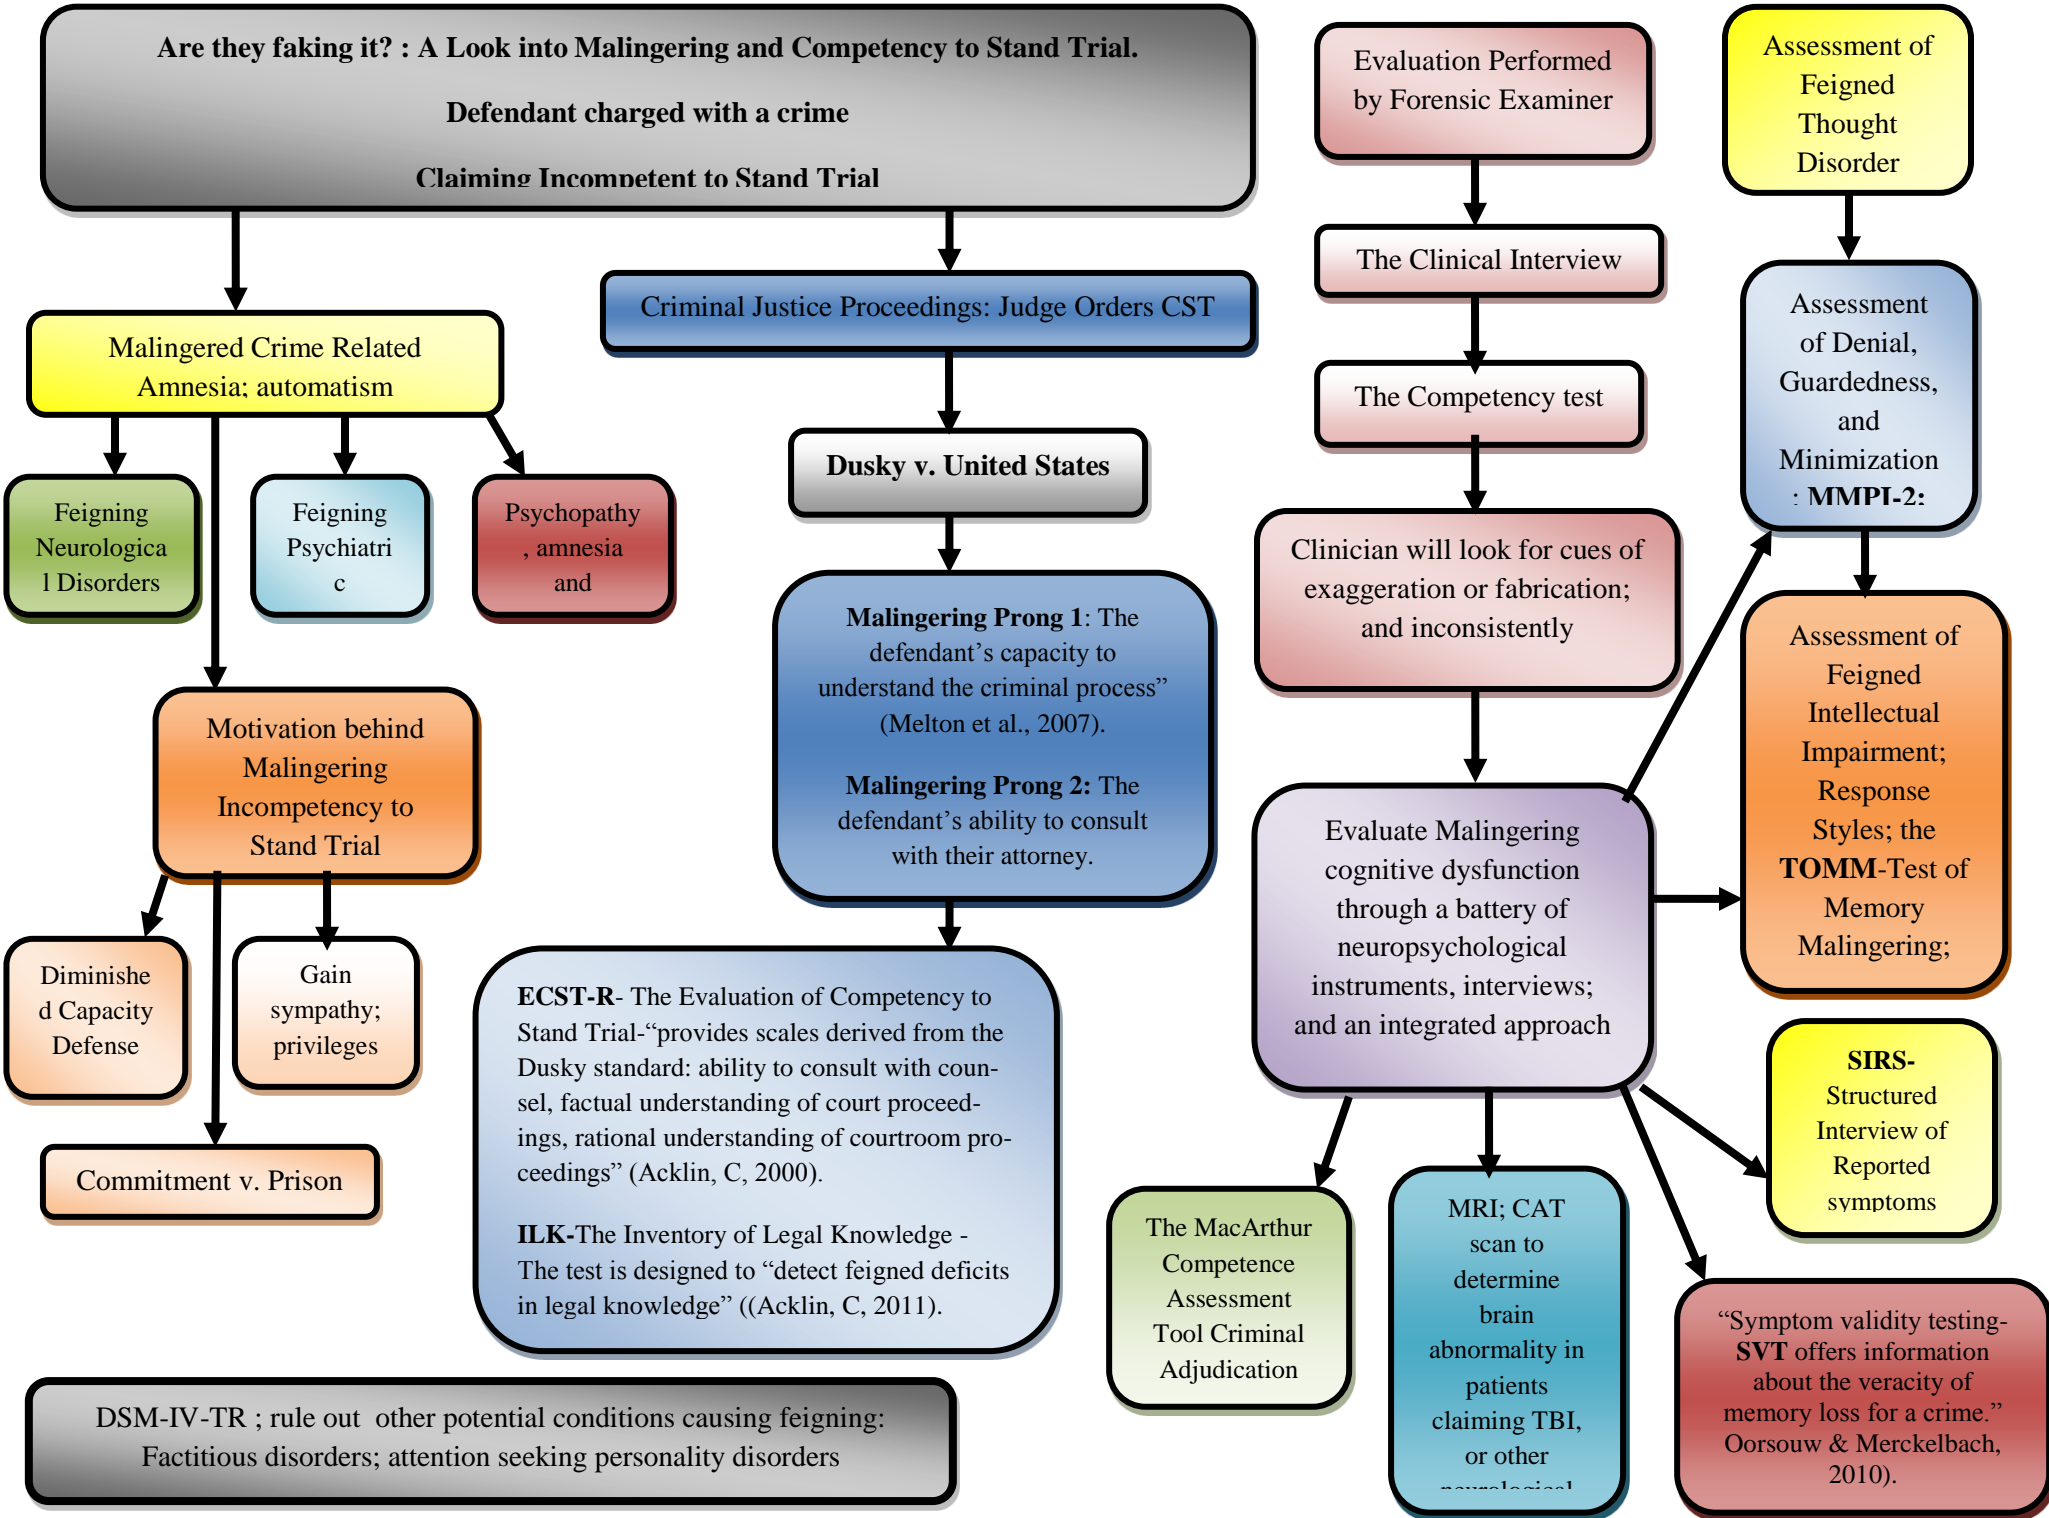 Are they faking it? : A Look into Malingering and Competency to Stand Trial.
Defendant charged with a crime
Claiming Incompetent to Stand Trial
Malingered Crime Related
Amnesia; automatism
Feigning
Neurologica
l Disorders
Feigning
Psychiatri
c
Psychopathy
, amnesia
and
Motivation behind
Malingering
Incompetency to
Stand Trial
Diminishe
d Capacity
Defense
Gain
sympathy;
privileges
Commitment v. Prison
Criminal Justice Proceedings: Judge Orders CST
Dusky v. United States
Malingering Prong 1: The
defendant’s capacity to
understand the criminal process”
(Melton et al., 2007).
Malingering Prong 2: The
defendant’s ability to consult
with their attorney.
ECST-R- The Evaluation of Competency to
Stand Trial-“provides scales derived from the
Dusky standard: ability to consult with coun-
sel, factual understanding of court proceed-
ings, rational understanding of courtroom pro-
ceedings” (Acklin, C, 2000).
ILK-The Inventory of Legal Knowledge -
The test is designed to “detect feigned deficits
in legal knowledge” ((Acklin, C, 2011).
DSM-IV-TR ; rule out other potential conditions causing feigning:
Factitious disorders; attention seeking personality disorders
Evaluation Performed
by Forensic Examiner
The Clinical Interview
The Competency test
Clinician will look for cues of
exaggeration or fabrication;
and inconsistently
Evaluate Malingering
cognitive dysfunction
through a battery of
neuropsychological
instruments, interviews;
and an integrated approach
The MacArthur
Competence
Assessment
Tool Criminal
Adjudication
MRI; CAT
scan to
determine
brain
abnormality in
patients
claiming TBI,
or other
neurological
Assessment of
Feigned
Thought
Disorder
Assessment
of Denial,
Guardedness,
and
Minimization
: MMPI-2:
Assessment of
Feigned
Intellectual
Impairment;
Response
Styles; the
TOMM-Test of
Memory
Malingering;
SIRS-
Structured
Interview of
Reported
symptoms
“Symptom validity testing-
SVT offers information
about the veracity of
memory loss for a crime.”
Oorsouw & Merckelbach,
2010).